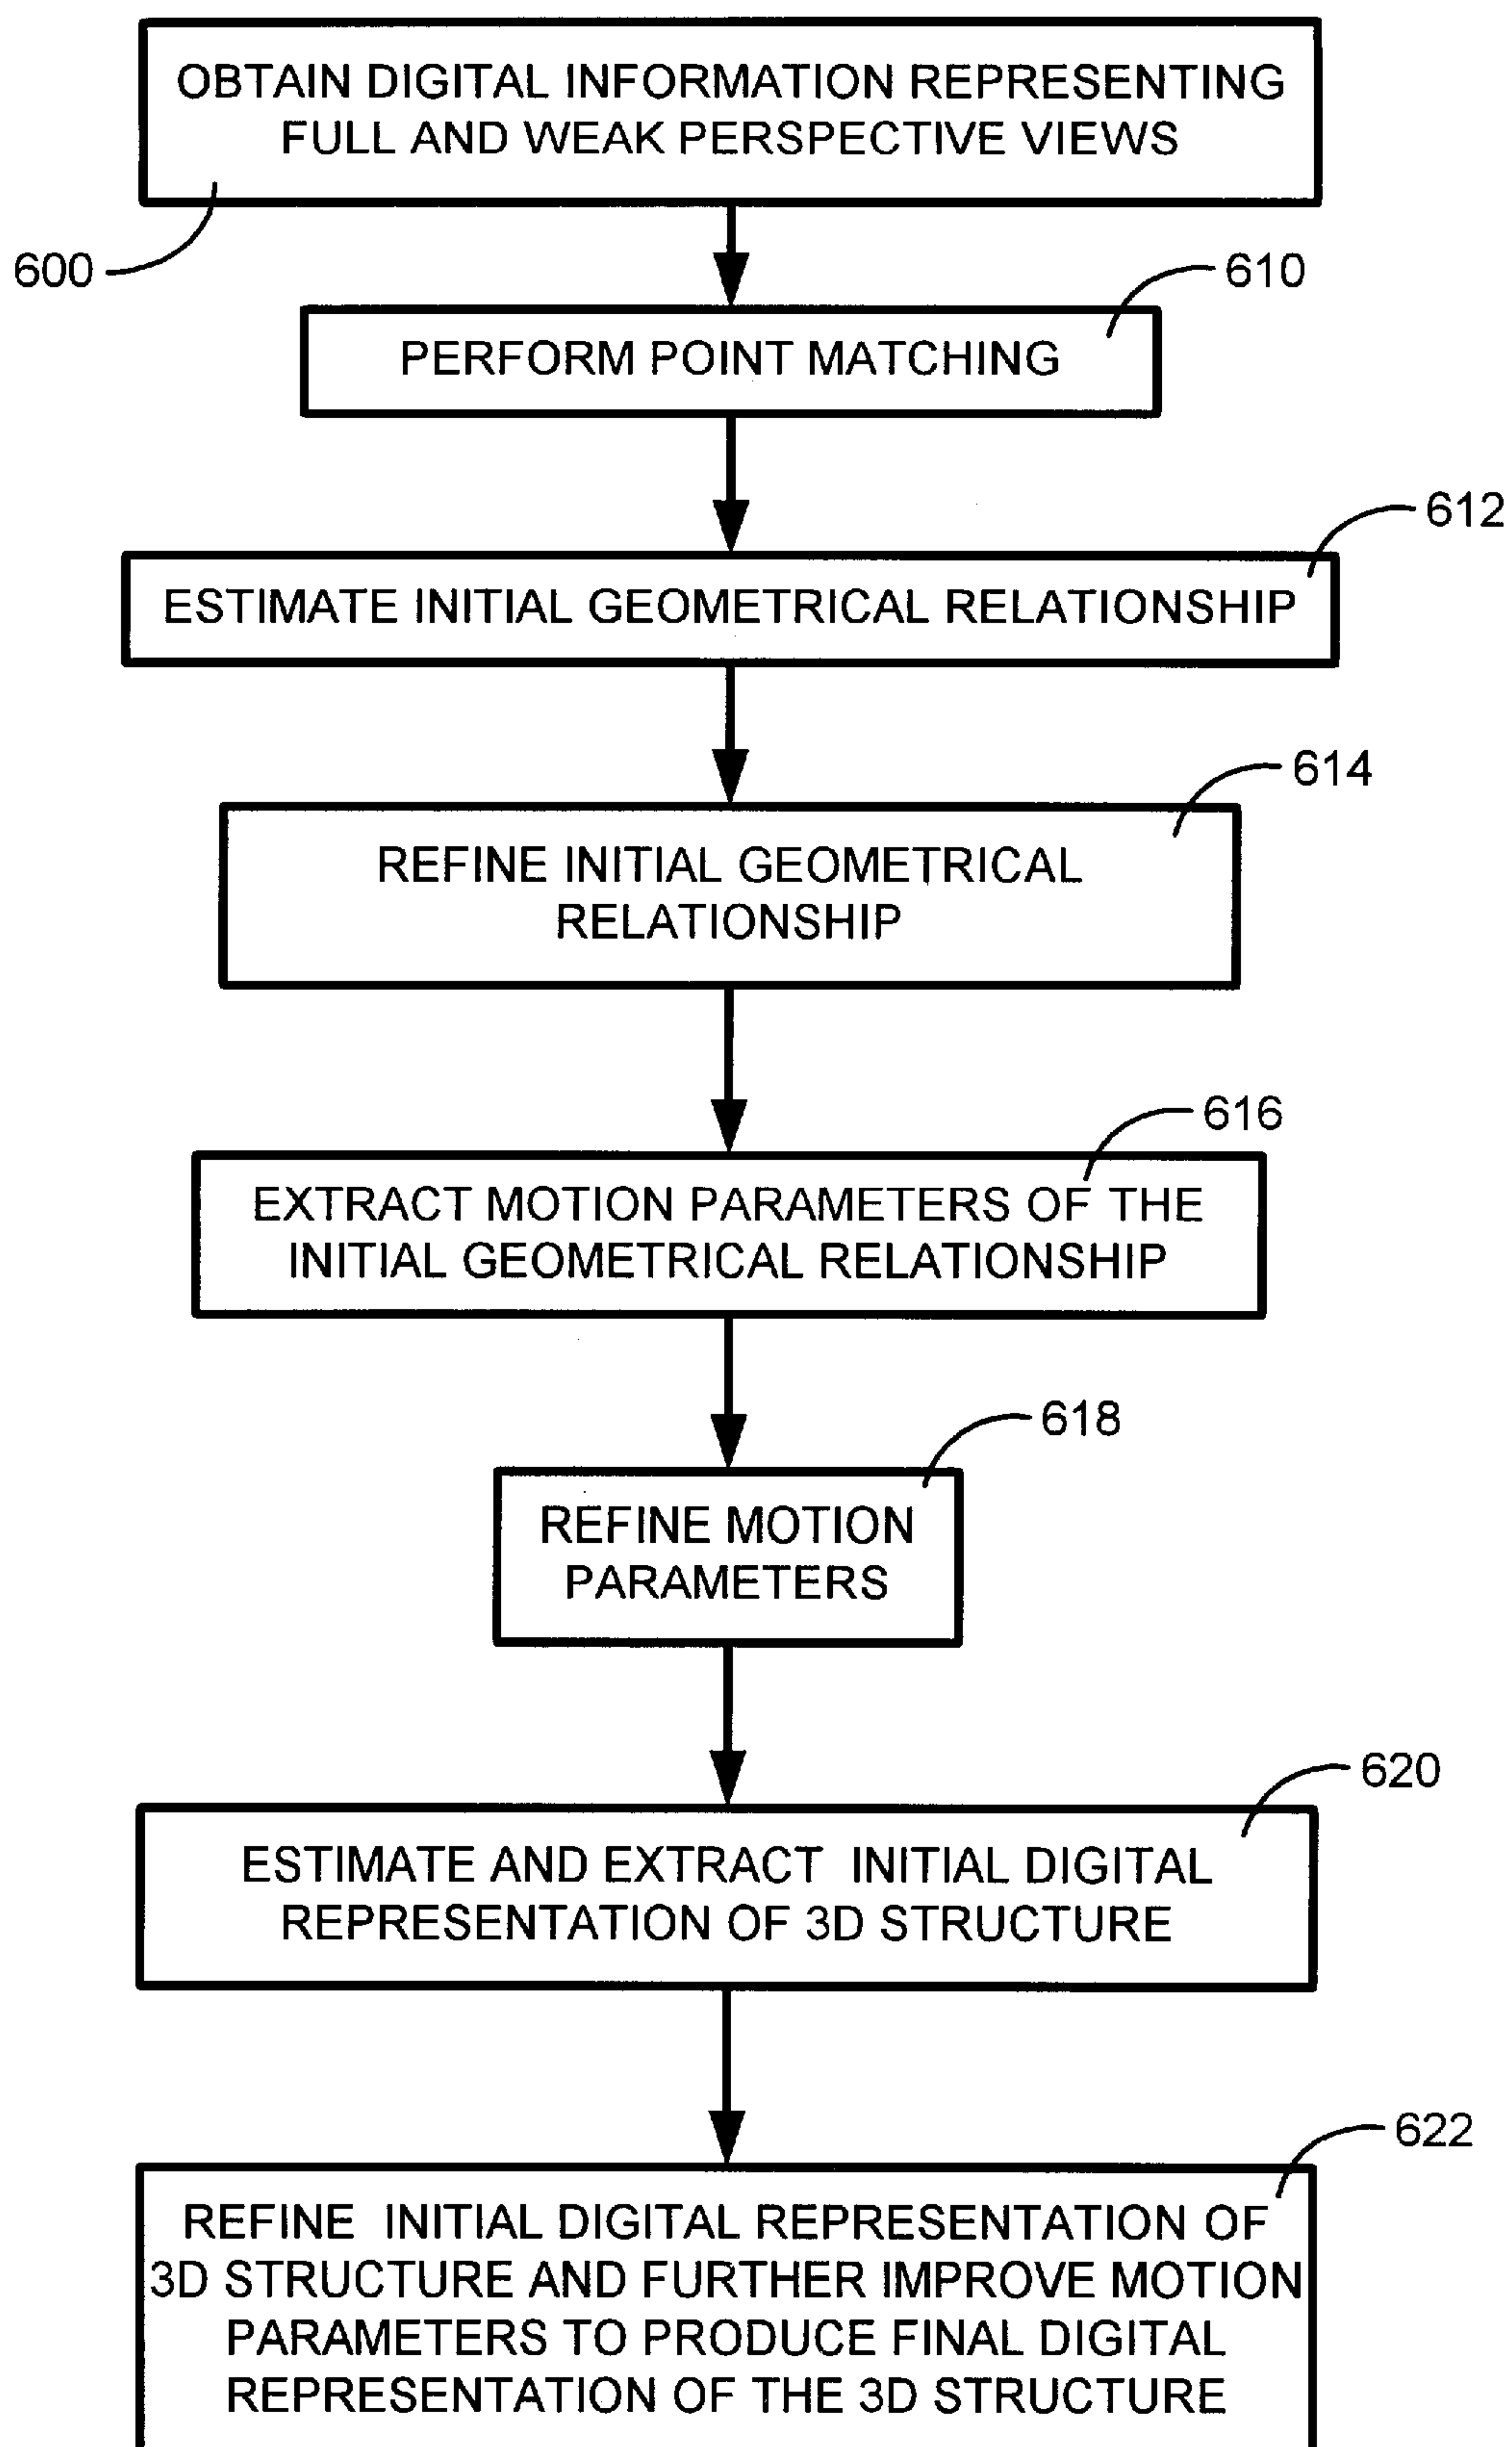 OBTAIN DIGITAL INFORMATION REPRESENTING
FULL AND WEAK PERSPECTIVE VIEWS
600
610
PERFORM POINT MATCHING
612
ESTIMATE INITIAL GEOMETRICAL RELATIONSHIP
614
REFINE INITIAL GEOMETRICAL
RELATIONSHIP
616
EXTRACT MOTION PARAMETERS OF THE
INITIAL GEOMETRICAL RELATIONSHIP
618
REFINE MOTION
PARAMETERS
620
ESTIMATE AND EXTRACT INITIAL DIGITAL
REPRESENTATION OF 3D STRUCTURE
622
REFINE INITIAL DIGITAL REPRESENTATION OF
3D STRUCTURE AND FURTHER IMPROVE MOTION
PARAMETERS TO PRODUCE FINAL DIGITAL
REPRESENTATION OF THE 3D STRUCTURE